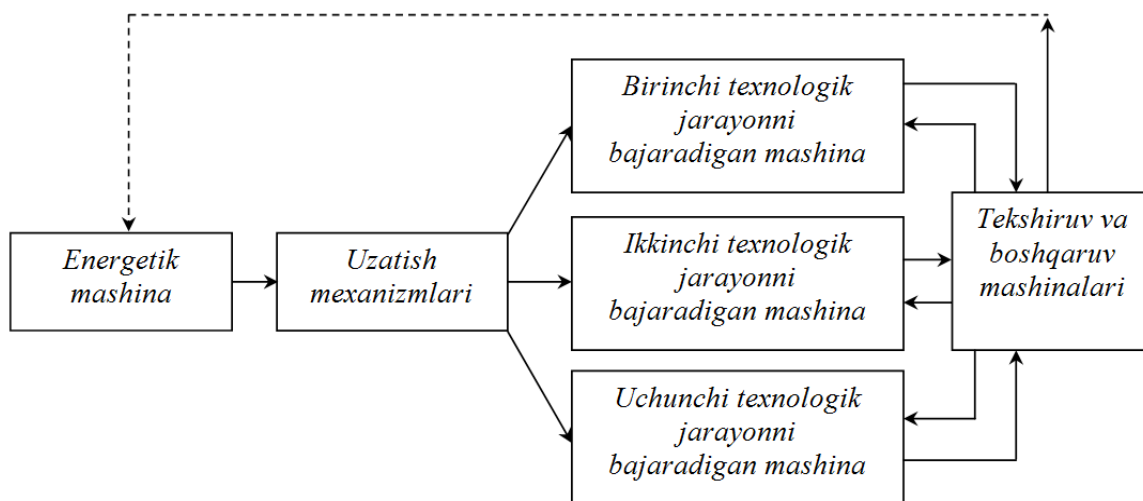 Birinchi texnologik
jarayonni
bajaradigan mashina
Energetik
mashina
Uzatish
mexanizmlari
Ikkinchi texnologik
jarayonni
bajaradigan mashina
Tekshiruv va
boshqaruv
mashinalari
Uchunchi texnologik
jarayonni
bajaradigan mashina